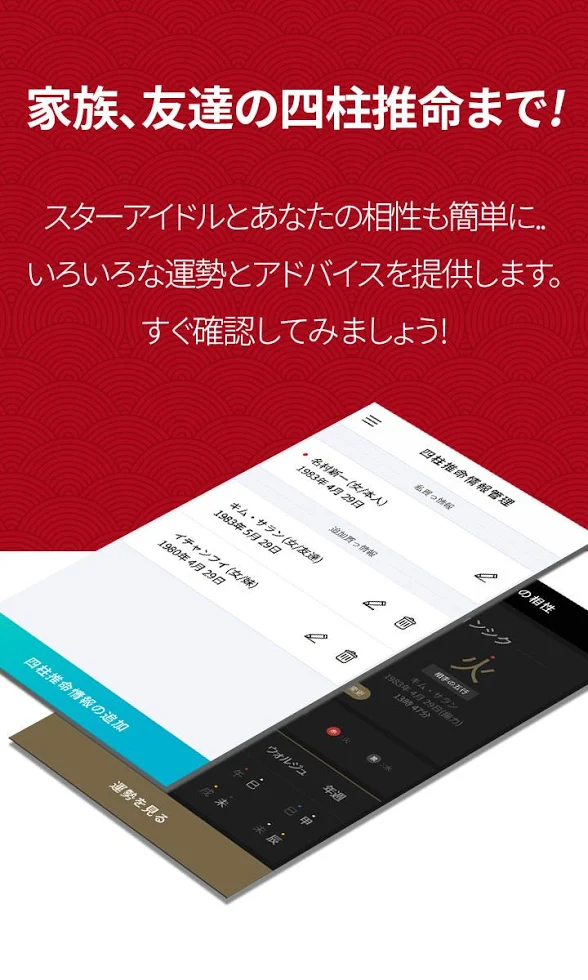 家族、友達の四柱推命まで!
スターアイドルとあなたの相性も簡単に..
いろいろな運勢とアドバイスを提供します。
すぐ確認してみましょう!
四柱推命情報管理
私買っ情報
名村新一 (女/本人)
1983年 4月 29日
追加買っ情報
キム・サラン (女/友達)
1983年 5月 29日
イチャンフイ (女/妹)
1980年 4月 29日
四柱推命情報の追加
の相性
ンシク
火
相手の五行
キム・サラン
1983年 4月 29日(陽力)
13時 47分
火
水
ウォルジュ
年週
午 巳
巳 甲
戌 未
未 辰
運勢を見る